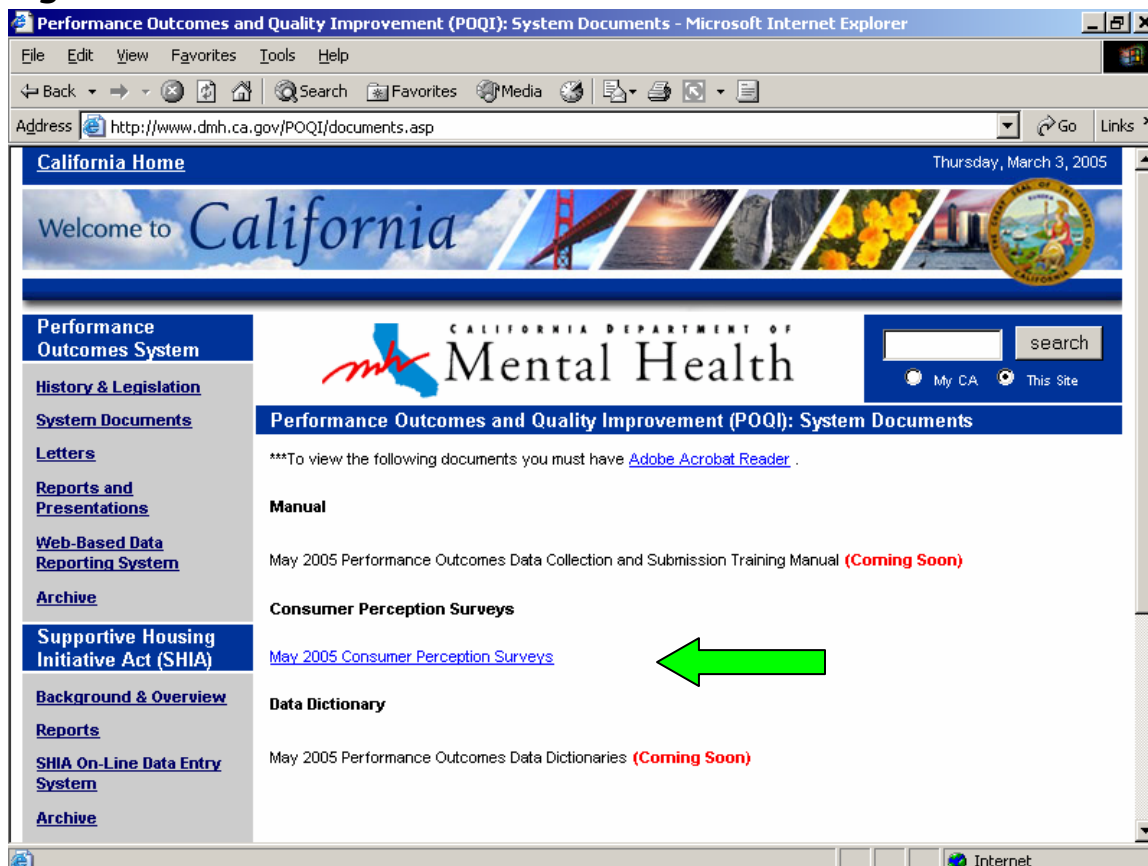 Performance Outcomes and Quality Improvement (POQI): System Documents - Microsoft Internet Explorer
File Edit View Favorites Tools Help
Back Search Favorites Media
Address http://www.dmh.ca.gov/POQI/documents.asp Go Links
California Home Thursday, March 3, 2005
Welcome to California
Performance
Outcomes System
History & Legislation
System Documents
Letters
Reports and
Presentations
Web-Based Data
Reporting System
Archive
Supportive Housing
Initiative Act (SHIA)
Background & Overview
Reports
SHIA On-Line Data Entry
System
Archive
CALIFORNIA DEPARTMENT OF
mh Mental Health
search
My CA This Site
Performance Outcomes and Quality Improvement (POQI): System Documents
***To view the following documents you must have Adobe Acrobat Reader .
Manual
May 2005 Performance Outcomes Data Collection and Submission Training Manual (Coming Soon)
Consumer Perception Surveys
May 2005 Consumer Perception Surveys
Data Dictionary
May 2005 Performance Outcomes Data Dictionaries (Coming Soon)
Internet